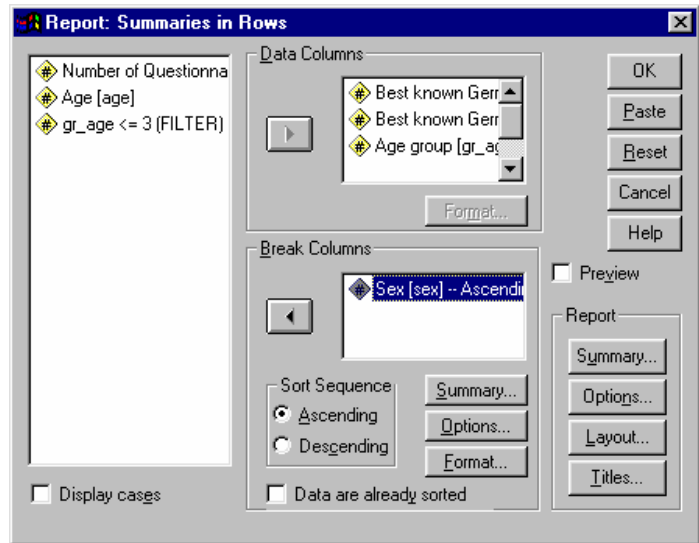 Report: Summaries in Rows
Number of Questionna
Age [age]
gr_age <= 3 (FILTER)
Display cases
Data Columns
# Best known Gerr
# Best known Gerr
# Age group [gr_ag
Format...
Break Columns
# Sex [sex] -- Ascendin
Sort Sequence
Ascending
Descending
Summary...
Options...
Format...
Data are already sorted
OK
Paste
Reset
Cancel
Help
Preview
Report
Summary...
Options...
Layout...
Titles...